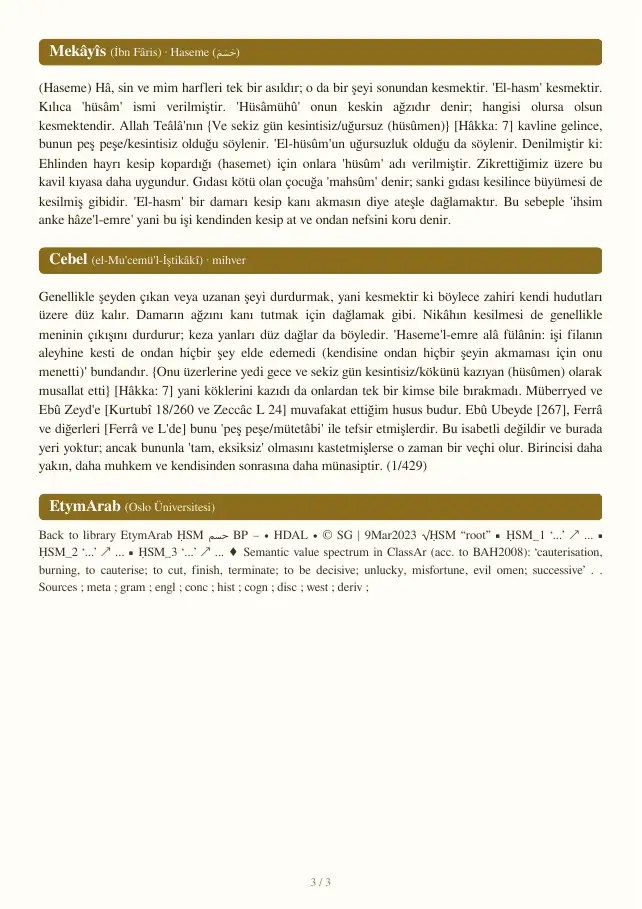 Mekâyîs (İbn Fâris) · Haseme (حَسَمَ)
(Haseme) Hâ, sin ve mim harfleri tek bir asıldır; o da bir şeyi sonundan kesmektir. 'El-hasm' kesmektir.
Kılıca 'hüsâm' ismi verilmiştir. 'Hüsâmühû' onun keskin ağzıdır denir; hangisi olursa olsun
kesmektendir. Allah Teâlâ'nın {Ve sekiz gün kesintisiz/uğursuz (hüsûmen)} [Hâkka: 7] kavline gelince,
bunun peş peşe/kesintisiz olduğu söylenir. 'El-hüsûm'un uğursuzluk olduğu da söylenir. Denilmiştir ki:
Ehlinden hayrı kesip kopardığı (hasemet) için onlara 'hüsûm' adı verilmiştir. Zikrettiğimiz üzere bu
kavil kıyasa daha uygundur. Gıdası kötü olan çocuğa 'mahsûm' denir; sanki gıdası kesilince büyümesi de
kesilmiş gibidir. 'El-hasm' bir damarı kesip kanı akmasın diye ateşle dağlamaktır. Bu sebeple 'ihsim
anke hâze'l-emre' yani bu işi kendinden kesip at ve ondan nefsini koru denir.
Cebel (el-Mu'cemü'l-İştikâkî) · mihver
Genellikle şeyden çıkan veya uzanan şeyi durdurmak, yani kesmektir ki böylece zahiri kendi hudutları
üzere düz kalır. Damarın ağzını kanı tutmak için dağlamak gibi. Nikâhın kesilmesi de genellikle
meninin çıkışını durdurur; keza yanları düz dağlar da böyledir. 'Haseme'l-emre alâ fülânin: işi filanın
aleyhine kesti de ondan hiçbir şey elde edemedi (kendisine ondan hiçbir şeyin akmaması için onu
menetti)' bundandır. {Onu üzerlerine yedi gece ve sekiz gün kesintisiz/kökünü kazıyan (hüsûmen) olarak
musallat etti} [Hâkka: 7] yani köklerini kazıdı da onlardan tek bir kimse bile bırakmadı. Müberryed ve
Ebû Zeyd'e [Kurtubî 18/260 ve Zeccâc L 24] muvafakat ettiğim husus budur. Ebû Ubeyde [267], Ferrâ
ve diğerleri [Ferrâ ve L'de] bunu 'peş peşe/mütetâbi' ile tefsir etmişlerdir. Bu isabetli değildir ve burada
yeri yoktur; ancak bununla 'tam, eksiksiz' olmasını kastetmişlerse o zaman bir veçhi olur. Birincisi daha
yakın, daha muhkem ve kendisinden sonrasına daha münasiptir. (1/429)
EtymArab (Oslo Üniversitesi)
Back to library EtymArab ḤSM حسم BP – • HDAL • © SG | 9Mar2023 √ḤSM “root” ▪ ḤSM_1 ‘...’ ↗ ... ▪
ḤSM_2 ‘...’ ↗ ... ▪ ḤSM_3 ‘...’ ↗ ... ♦ Semantic value spectrum in ClassAr (acc. to BAH2008): ‘cauterisation,
burning, to cauterise; to cut, finish, terminate; to be decisive; unlucky, misfortune, evil omen; successive’ . .
Sources ; meta ; gram ; engl ; conc ; hist ; cogn ; disc ; west ; deriv ;
3 / 3